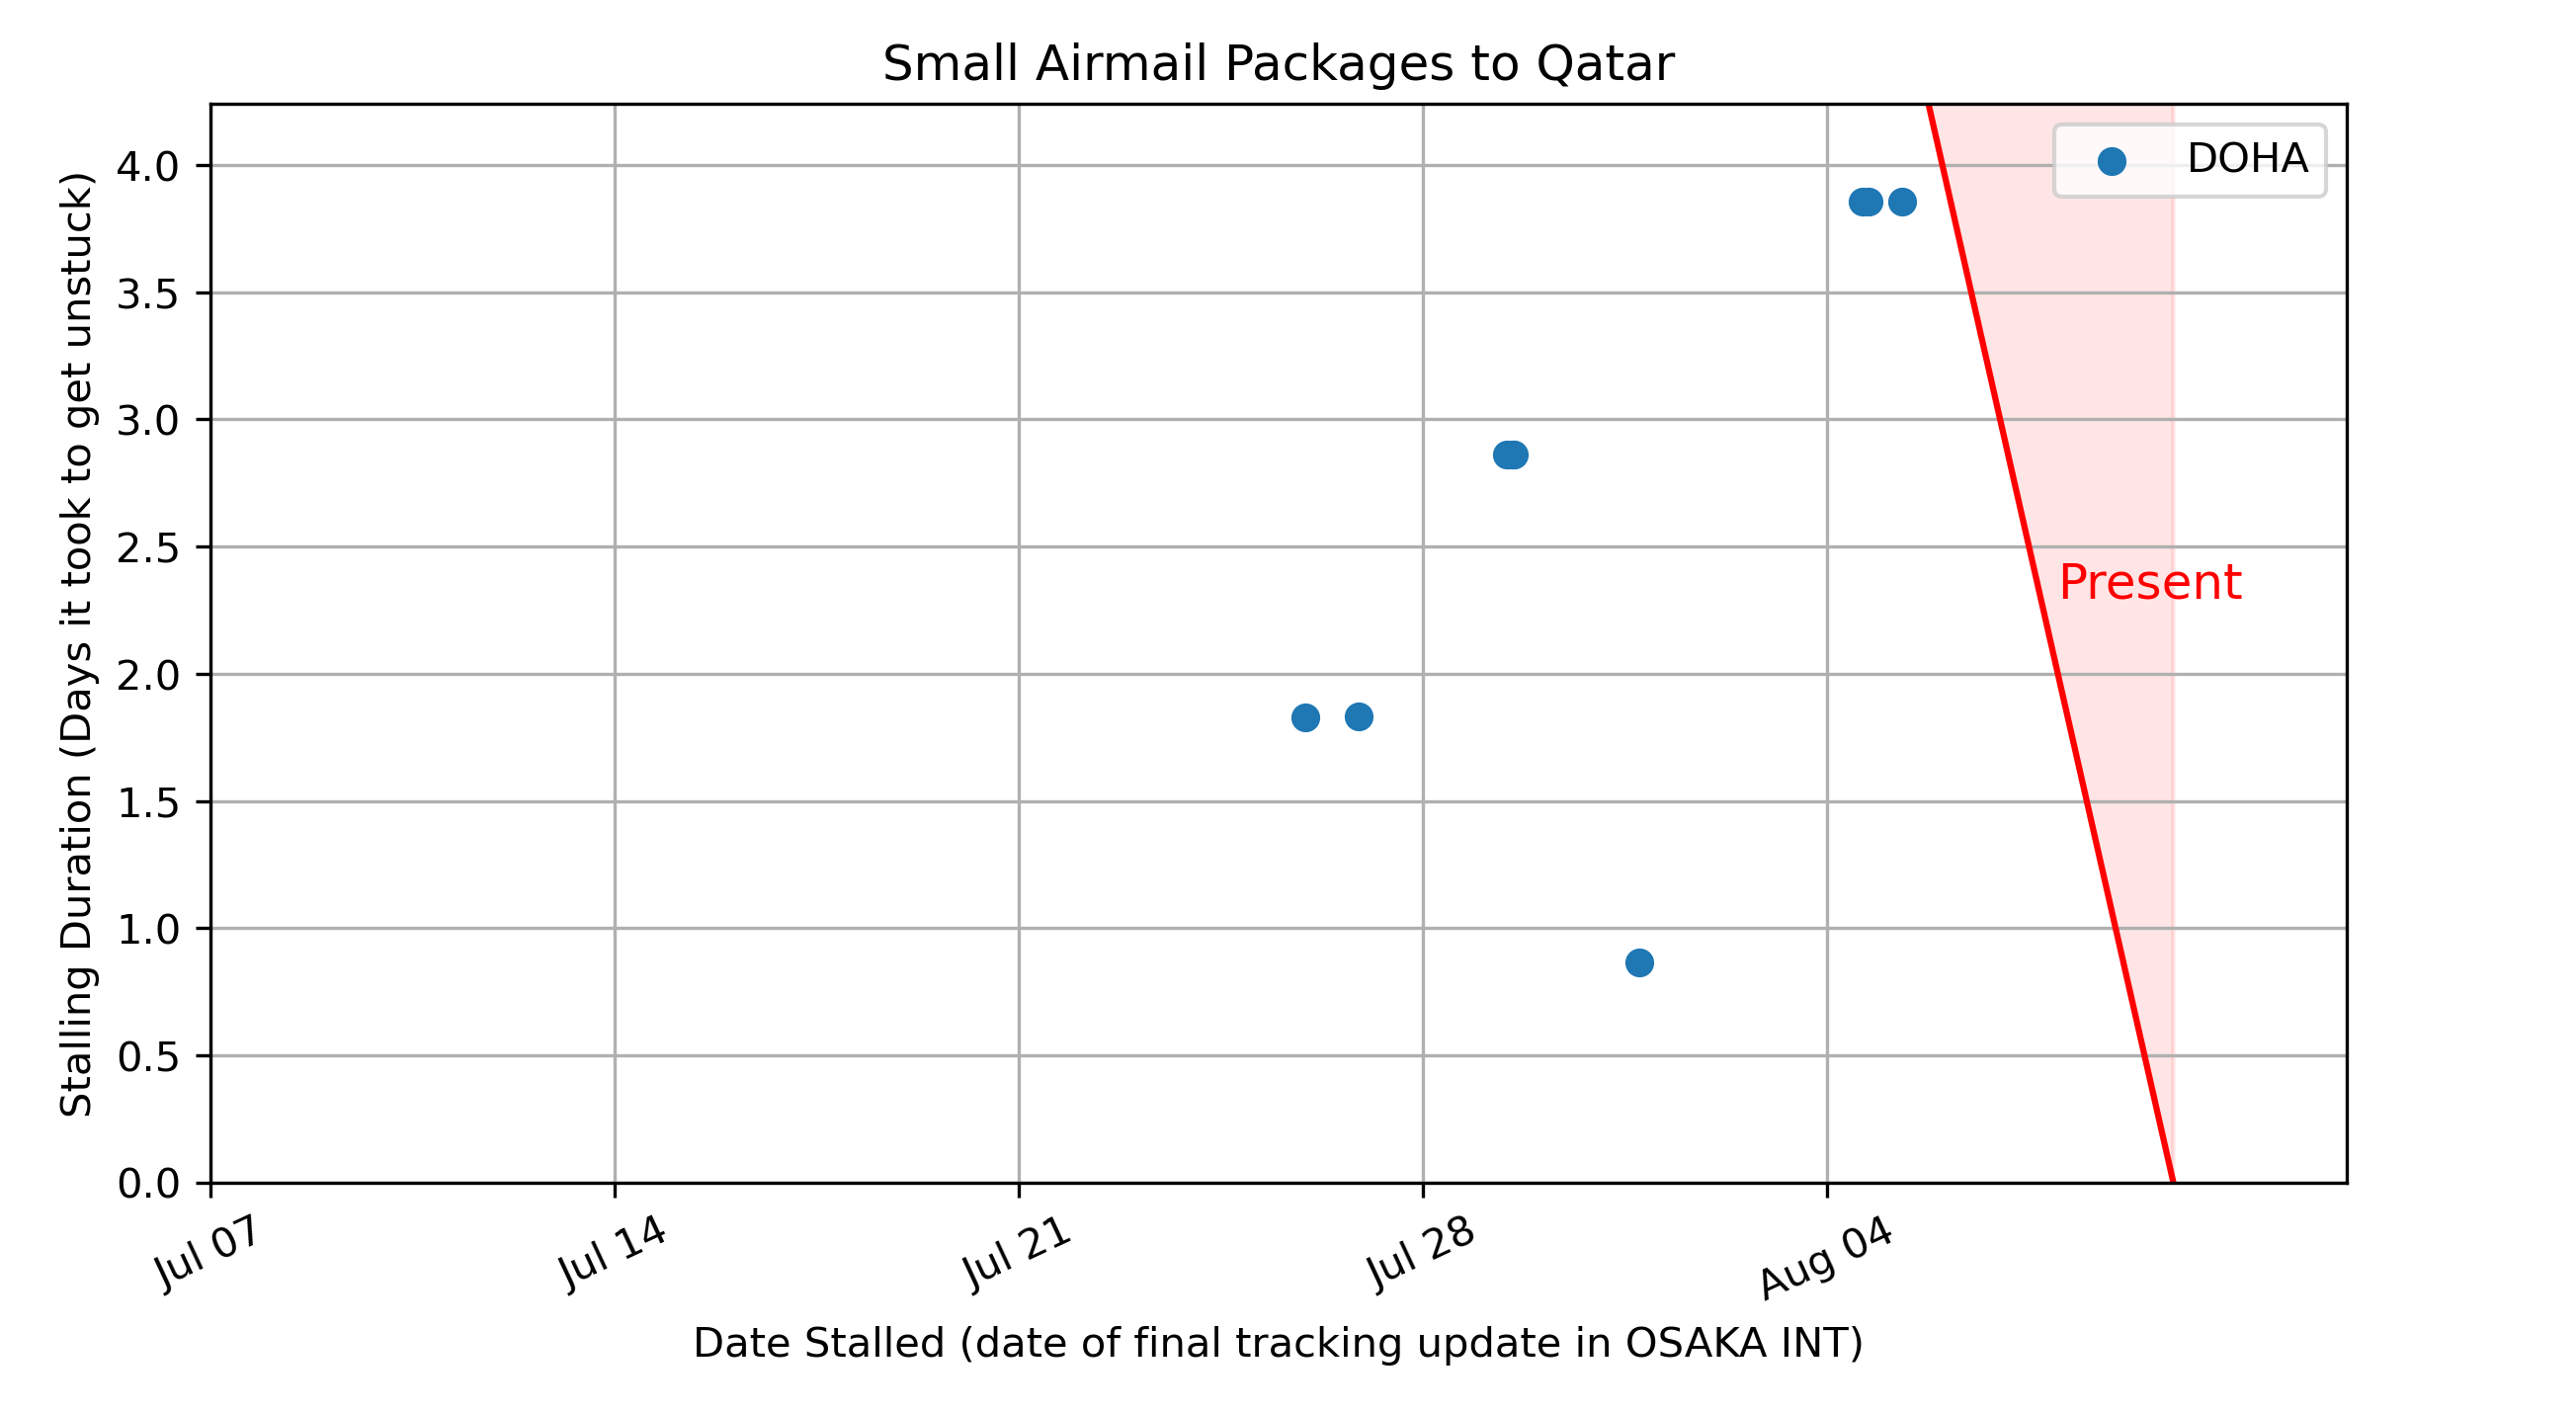 Small Airmail Packages to Qatar
DOHA
Stalling Duration (Days it took to get unstuck)
4.0
3.5
3.0
2.5
2.0
1.5
1.0
0.5
0.0
Present
Jul 07
Jul 14
Jul 21
Jul 28
Aug 04
Date Stalled (date of final tracking update in OSAKA INT)